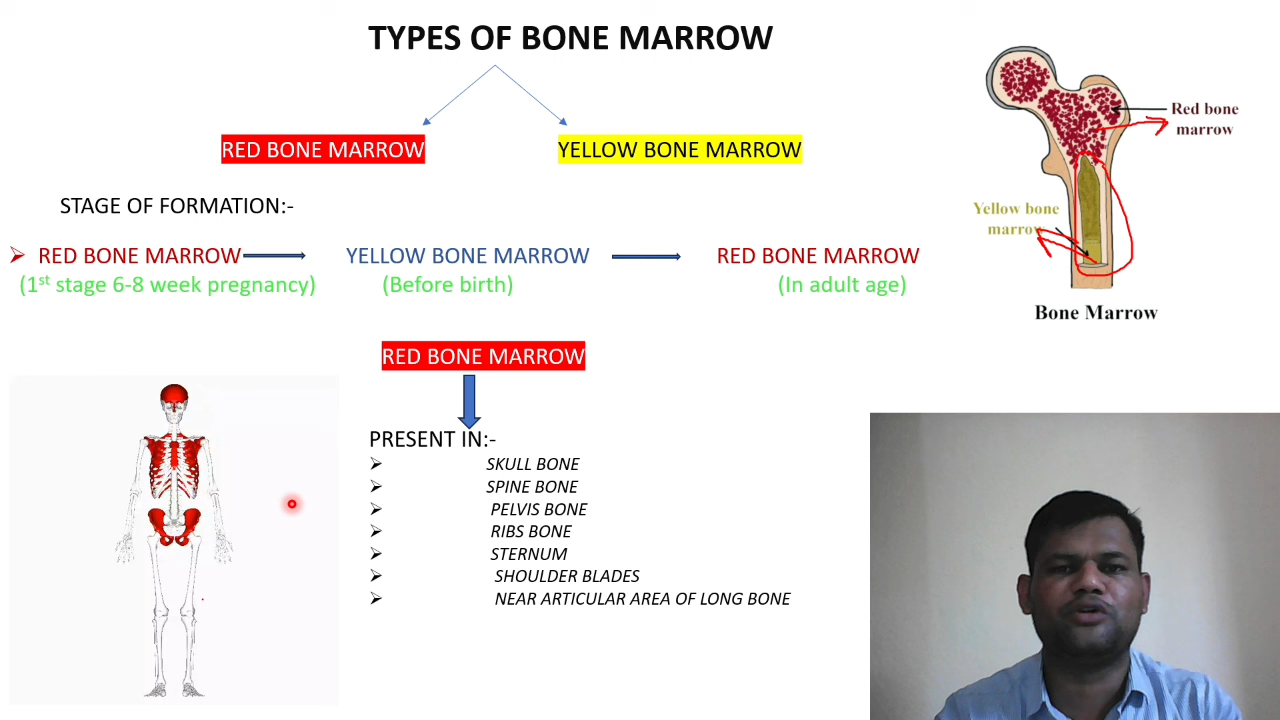 TYPES OF BONE MARROW
RED BONE MARROW
YELLOW BONE MARROW
STAGE OF FORMATION:-
RED BONE MARROW
YELLOW BONE MARROW
RED BONE MARROW
(1st stage 6-8 week pregnancy)
(Before birth)
(In adult age)
RED BONE MARROW
PRESENT IN:-
SKULL BONE
SPINE BONE
PELVIS BONE
RIBS BONE
STERNUM
SHOULDER BLADES
NEAR ARTICULAR AREA OF LONG BONE
Red bone
marrow
Yellow bone
marrow
Bone Marrow